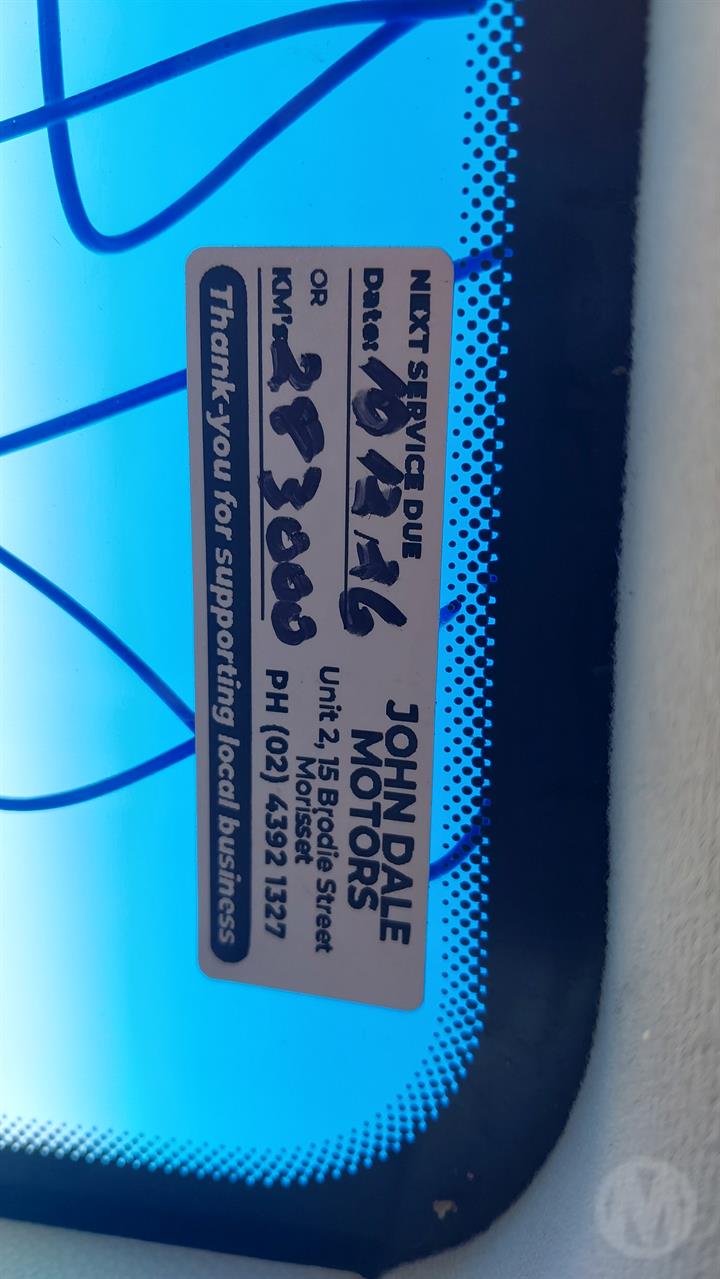 NEXT SERVICE DUE
Date: 10 12 26
OR
KM's 283000
JOHN DALE
MOTORS
Unit 2, 15 Brodie Street
Morisset
PH (02) 4392 1327
Thank-you for supporting local business
M